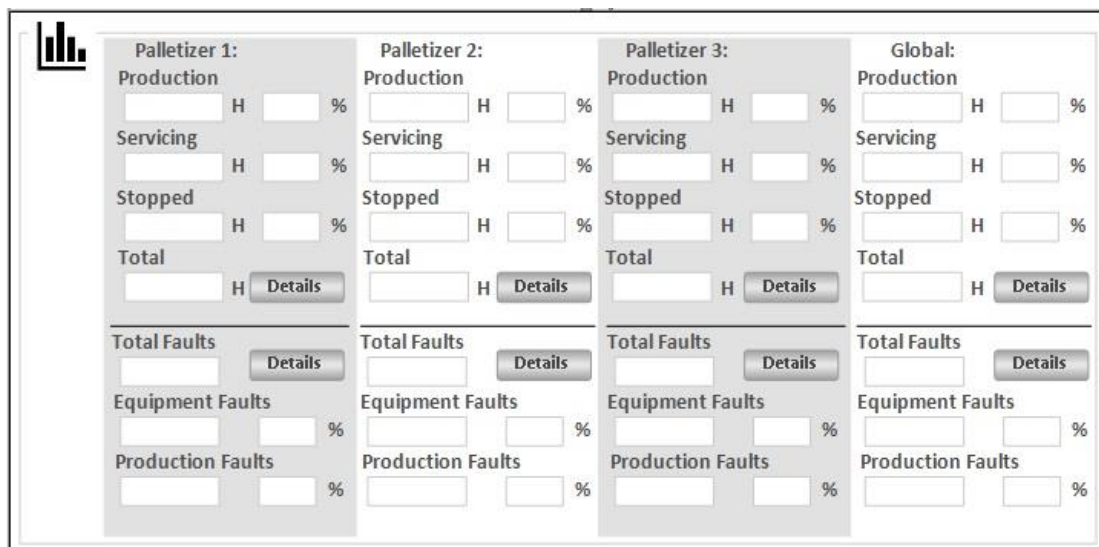 Palletizer 1: Palletizer 2: Palletizer 3: Global:
Production Production Production Production
H % H % H % H %
Servicing Servicing Servicing Servicing
H % H % H % H %
Stopped Stopped Stopped Stopped
H % H % H % H %
Total Total Total Total
H Details H Details H Details H Details
Total Faults Total Faults Total Faults Total Faults
Details Details Details Details
Equipment Faults Equipment Faults Equipment Faults Equipment Faults
% % % %
Production Faults Production Faults Production Faults Production Faults
% % % %